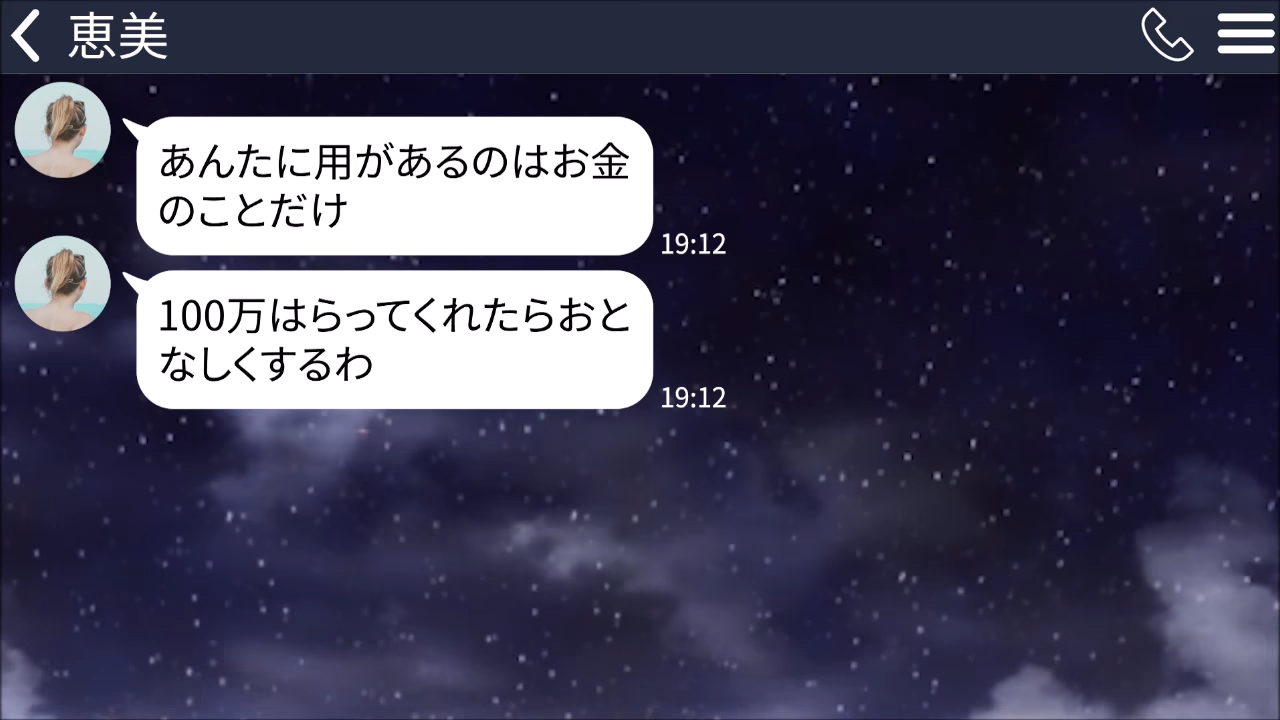 恵美
あんたに用があるのはお金
のことだけ
19:12
100万はらってくれたらおと
なしくするわ
19:12